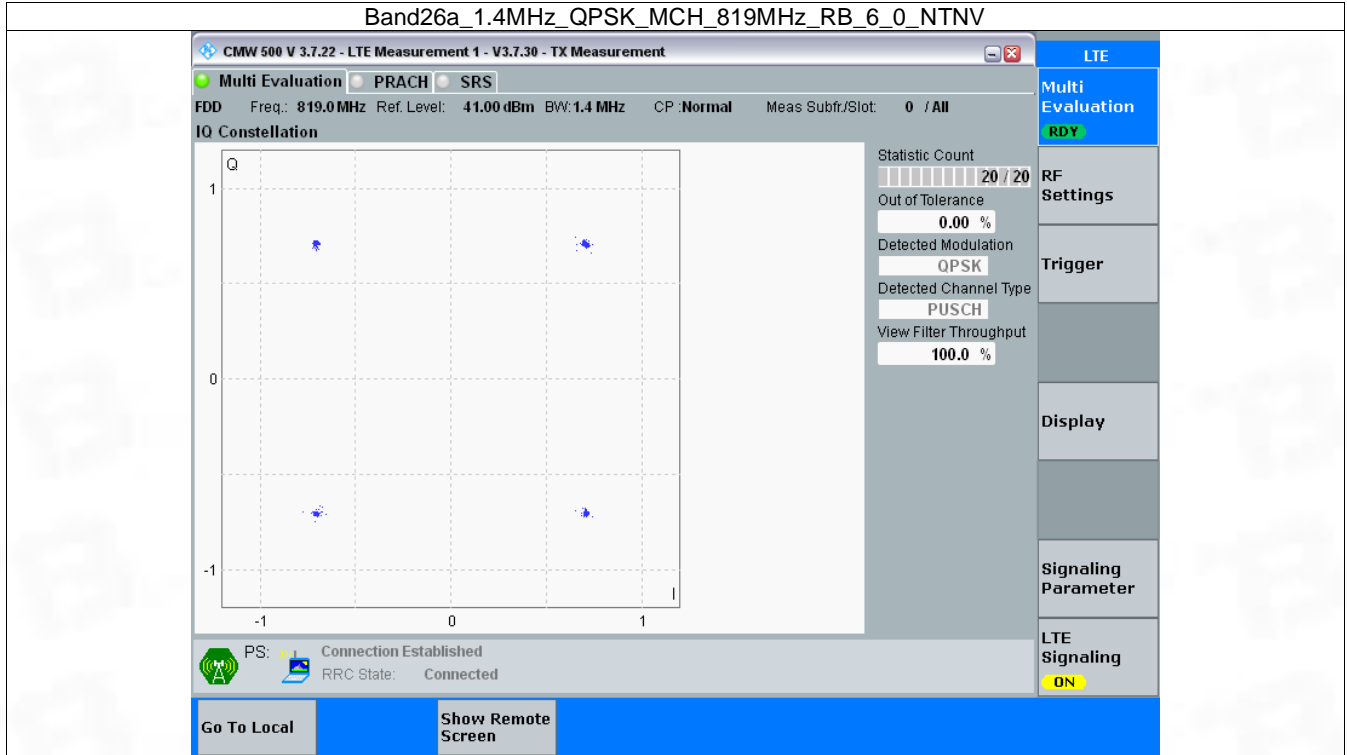 Band26a_1.4MHz_QPSK_MCH_819MHz_RB_6_0_NTNV
CMW 500 V 3.7.22 - LTE Measurement 1 - V3.7.30 - TX Measurement
LTE
Multi Evaluation PRACH SRS
Multi
Evaluation
RDY
FDD Freq.: 819.0 MHz Ref. Level: 41.00 dBm BW: 1.4 MHz CP :Normal Meas Subfr./Slot: 0 / All
IQ Constellation
Q
1
0
-1
I
-1 0 1
Statistic Count
20 / 20
Out of Tolerance
0.00 %
Detected Modulation
QPSK
Detected Channel Type
PUSCH
View Filter Throughput
100.0 %
RF
Settings
Trigger
Display
Signaling
Parameter
LTE
Signaling
ON
PS: Connection Established
RRC State: Connected
Go To Local
Show Remote
Screen